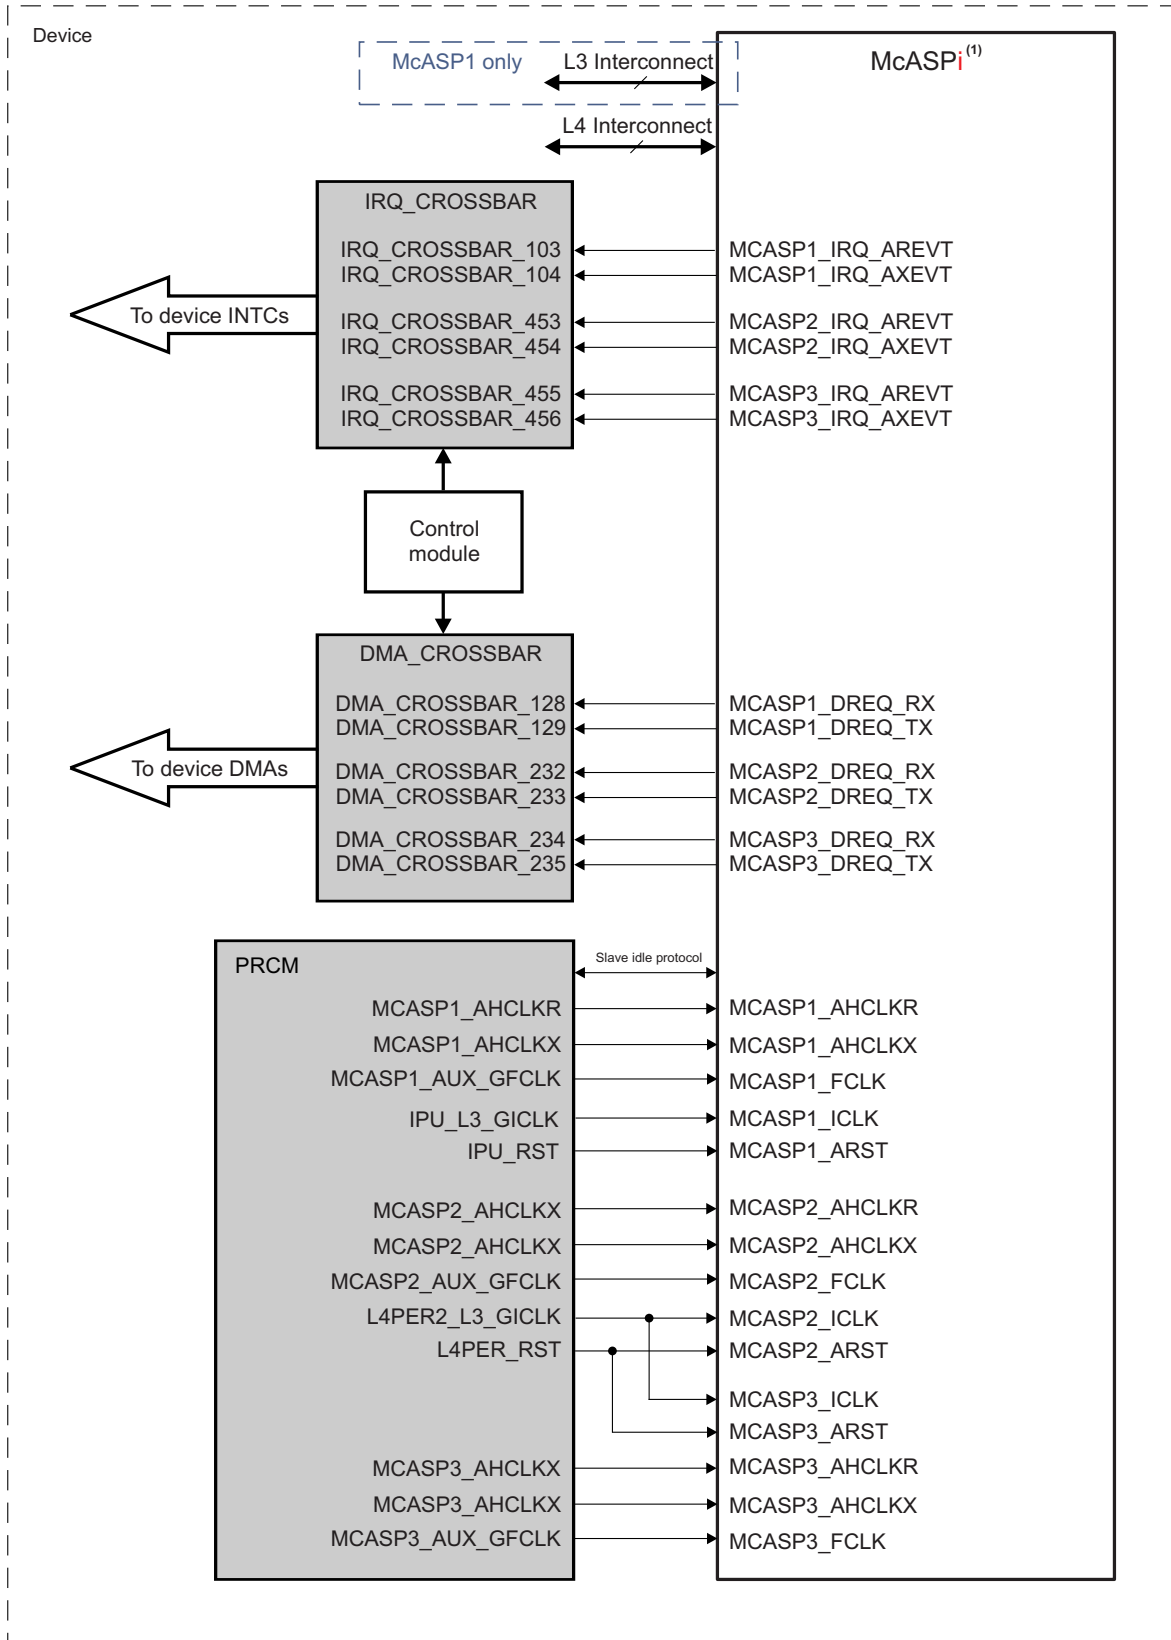 Device
McASP1 only
L3 Interconnect
McASPi(1)
L4 Interconnect
IRQ_CROSSBAR
IRQ_CROSSBAR_103
MCASP1_IRQ_AREVT
IRQ_CROSSBAR_104
MCASP1_IRQ_AXEVT
To device INTCs
IRQ_CROSSBAR_453
MCASP2_IRQ_AREVT
IRQ_CROSSBAR_454
MCASP2_IRQ_AXEVT
IRQ_CROSSBAR_455
MCASP3_IRQ_AREVT
IRQ_CROSSBAR_456
MCASP3_IRQ_AXEVT
Control
module
DMA_CROSSBAR
DMA_CROSSBAR_128
MCASP1_DREQ_RX
DMA_CROSSBAR_129
MCASP1_DREQ_TX
To device DMAs
DMA_CROSSBAR_232
MCASP2_DREQ_RX
DMA_CROSSBAR_233
MCASP2_DREQ_TX
DMA_CROSSBAR_234
MCASP3_DREQ_RX
DMA_CROSSBAR_235
MCASP3_DREQ_TX
PRCM
Slave idle protocol
MCASP1_AHCLKR
MCASP1_AHCLKR
MCASP1_AHCLKX
MCASP1_AHCLKX
MCASP1_AUX_GFCLK
MCASP1_FCLK
IPU_L3_GICLK
MCASP1_ICLK
IPU_RST
MCASP1_ARST
MCASP2_AHCLKX
MCASP2_AHCLKR
MCASP2_AHCLKX
MCASP2_AHCLKX
MCASP2_AUX_GFCLK
MCASP2_FCLK
L4PER2_L3_GICLK
MCASP2_ICLK
L4PER_RST
MCASP2_ARST
MCASP3_ICLK
MCASP3_ARST
MCASP3_AHCLKX
MCASP3_AHCLKR
MCASP3_AHCLKX
MCASP3_AHCLKX
MCASP3_AUX_GFCLK
MCASP3_FCLK